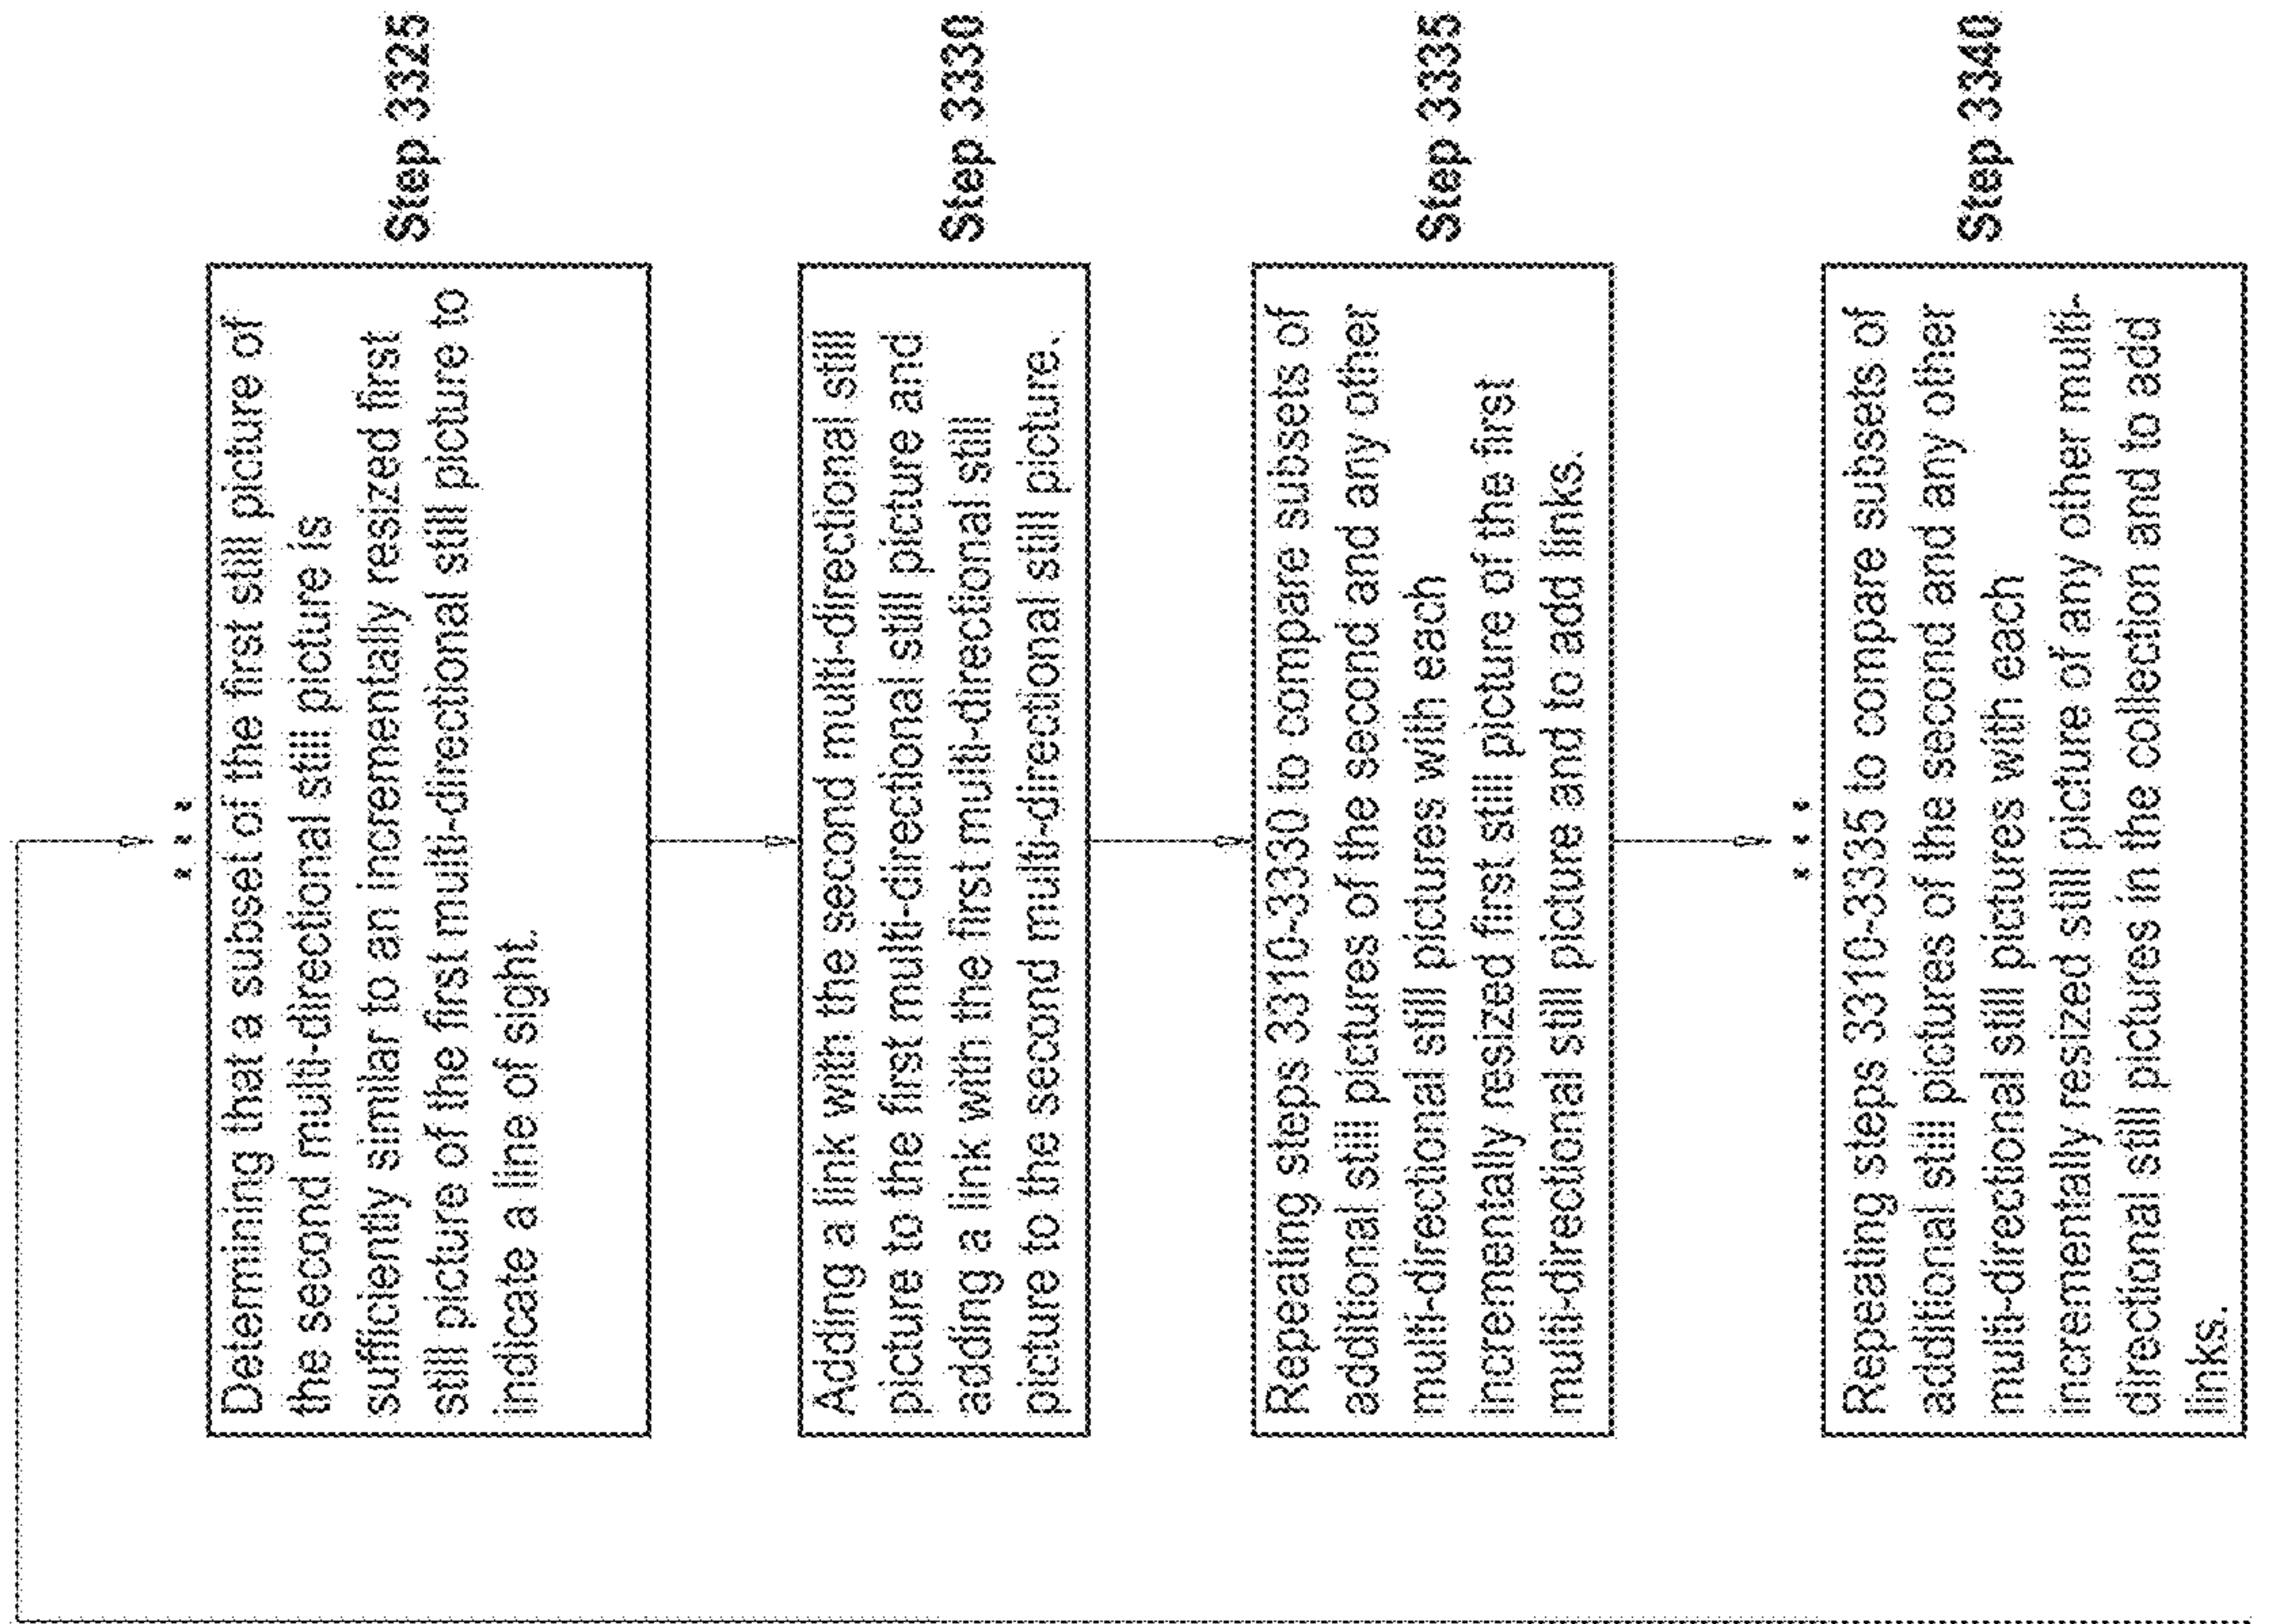 Determining that a subset of the first still picture of
the second multi-directional still picture is
sufficiently similar to an incrementally resized first
still picture of the first multi-directional still picture to
indicate a line of sight.
Step 3325
Adding a link with the second multi-directional still
picture to the first multi-directional still picture and
adding a link with the first multi-directional still
picture to the second multi-directional still picture.
Step 3330
Repeating steps 3310-3330 to compare subsets of
additional still pictures of the second and any other
multi-directional still pictures with each
incrementally resized first still picture of the first
multi-directional still picture and to add links.
Step 3335
Repeating steps 3310-3335 to compare subsets of
additional still pictures of the second and any other
multi-directional still pictures with each
incrementally resized still picture of any other multi-
directional still pictures in the collection and to add
links.
Step 3340